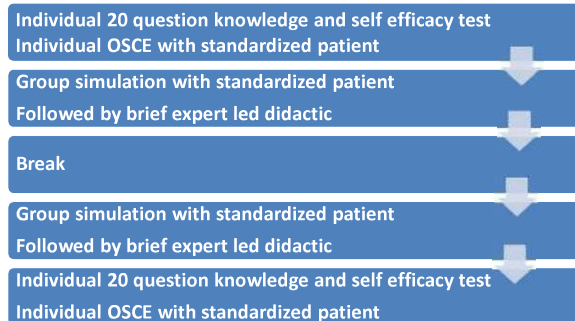 Individual 20 question knowledge and self efficacy test
Individual OSCE with standardized patient
Group simulation with standardized patient
Followed by brief expert led didactic
Break
Group simulation with standardized patient
Followed by brief expert led didactic
Individual 20 question knowledge and self efficacy test
Individual OSCE with standardized patient